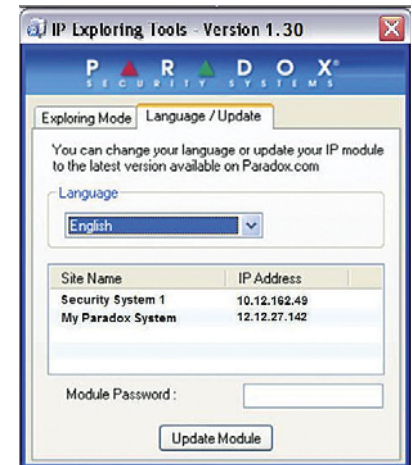 IP Exploring Tools - Version 1.30
PARADOX®
SECURITY SYSTEMS
Exploring Mode Language / Update
You can change your language or update your IP module
to the latest version available on Paradox.com
Language
English
Site Name IP Address
Security System 1 10.12.162.49
My Paradox System 12.12.27.142
Module Password :
Update Module